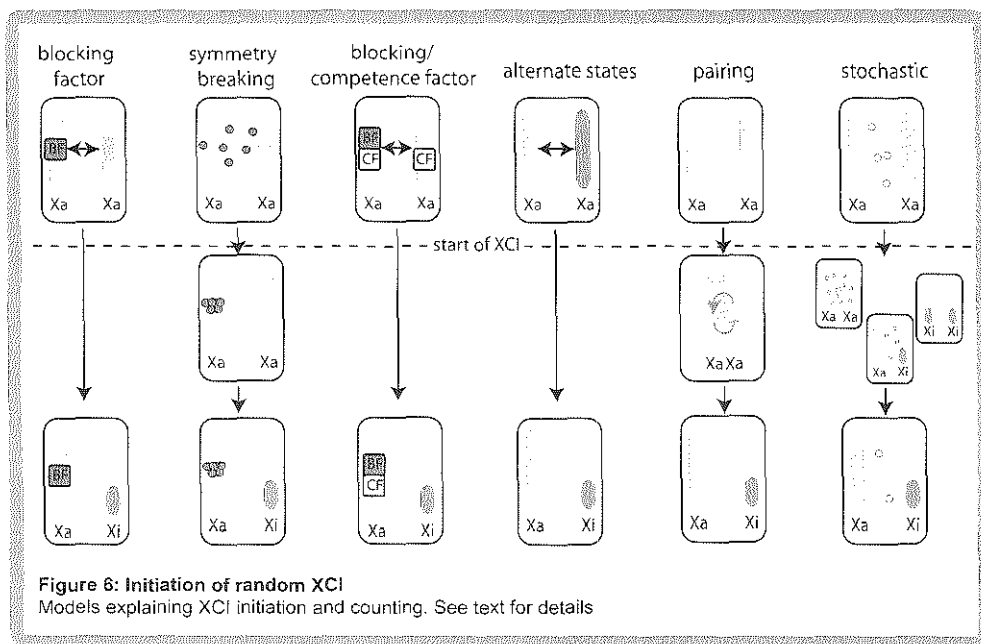 blocking factor
symmetry breaking
blocking/ competence factor
alternate states
pairing
stochastic
BF
BF
CF
CF
Xa Xa
Xa Xa
Xa Xa
Xa Xa
Xa Xa
Xa Xa
start of XCI
Xa Xa
XaXa
Xa Xa
Xa Xi
Xi Xi
BF
BF
CF
Xa Xi
Xa Xi
Xa Xi
Xa Xi
Xa Xi
Xa Xi
Figure 6: Initiation of random XCI
Models explaining XCI initiation and counting. See text for details